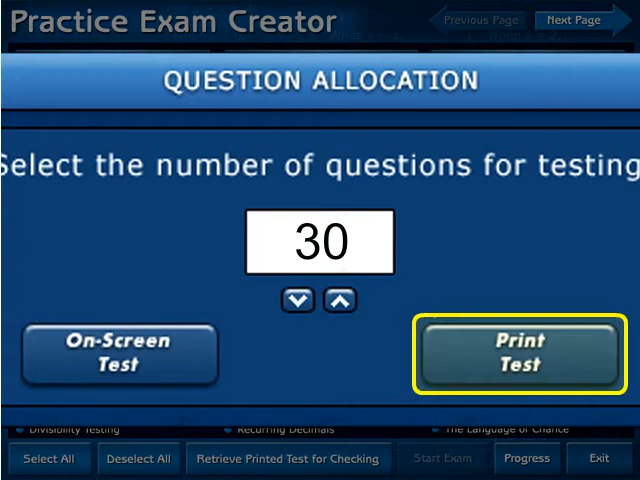 Practice Exam Creator
Previous Page
Next Page
QUESTION ALLOCATION
Select the number of questions for testing
30
On-Screen
Test
Print
Test
Divisibility Testing
Recurring Decimals
The Language of Chance
Select All
Deselect All
Retrieve Printed Test for Checking
Start Exam
Progress
Exit